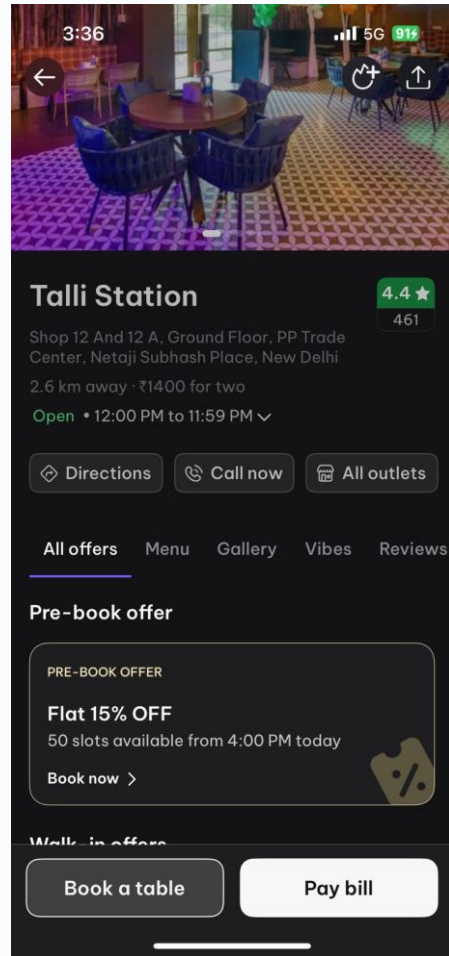 3:36
5G 91
Talli Station
4.4 ★
461
Shop 12 And 12 A, Ground Floor, PP Trade
Center, Netaji Subhash Place, New Delhi
2.6 km away · ₹1400 for two
Open • 12:00 PM to 11:59 PM
Directions
Call now
All outlets
All offers
Menu
Gallery
Vibes
Reviews
Pre-book offer
PRE-BOOK OFFER
Flat 15% OFF
50 slots available from 4:00 PM today
Book now >
Walk-in offers
Book a table
Pay bill